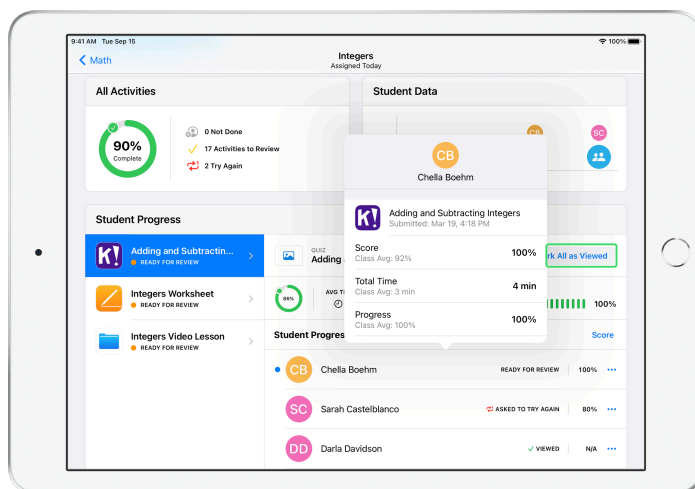 9:41 AM Tue Sep 15
100%
Math
Integers
Assigned Today
All Activities
90%
Complete
0 Not Done
17 Activities to Review
2 Try Again
Student Data
CB
SC
CB
Chella Boehm
K!
Adding and Subtracting Integers
Submitted: Mar 19, 4:18 PM
Score
Class Avg: 92%
100%
Total Time
Class Avg: 3 min
4 min
Progress
Class Avg: 100%
100%
Student Progress
K!
Adding and Subtractin...
READY FOR REVIEW
Integers Worksheet
READY FOR REVIEW
Integers Video Lesson
READY FOR REVIEW
QUIZ
Adding
rk All as Viewed
86%
AVG TI
100%
Student Progres
Score
CB
Chella Boehm
READY FOR REVIEW
100%
SC
Sarah Castelblanco
ASKED TO TRY AGAIN
80%
DD
Darla Davidson
VIEWED
N/A